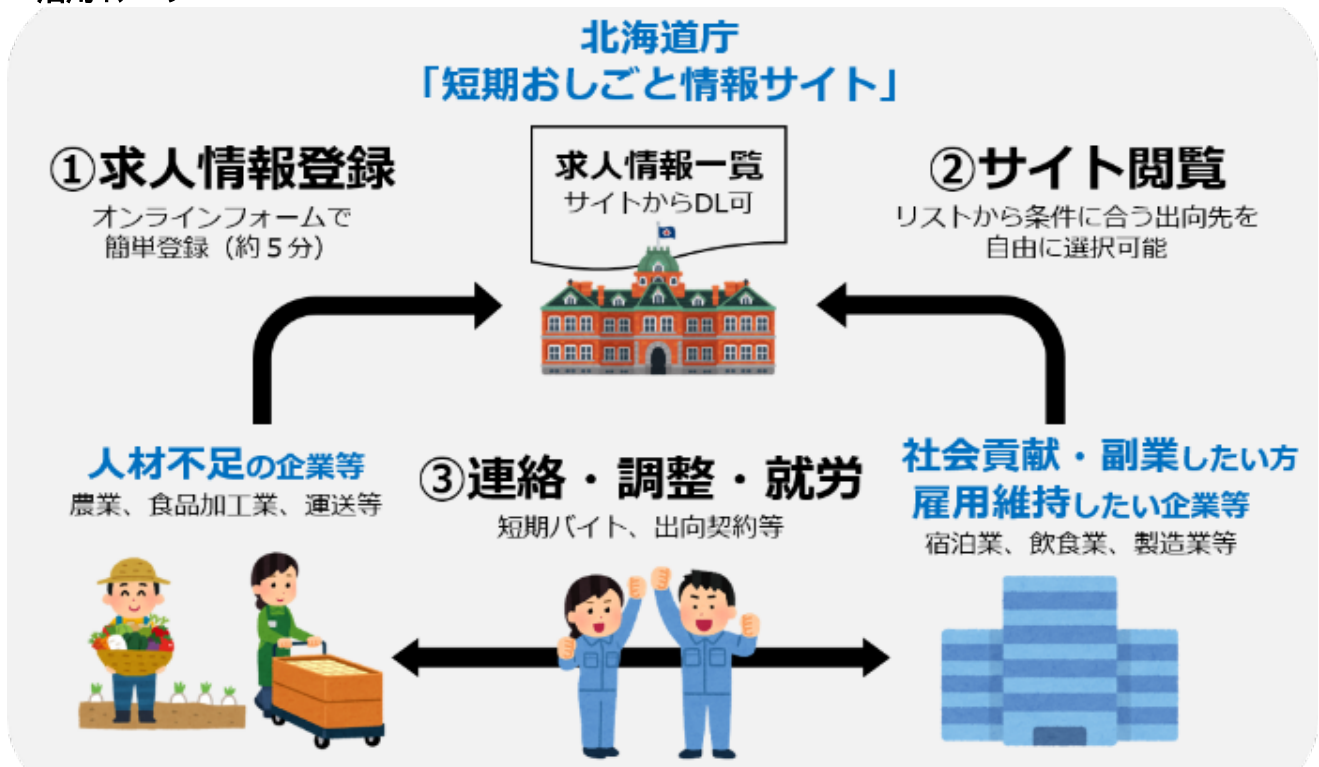 北海道庁
「短期おしごと情報サイト」
①求人情報登録
オンラインフォームで
簡単登録（約５分）
求人情報一覧
サイトからDL可
②サイト閲覧
リストから条件に合う出向先を
自由に選択可能
人材不足の企業等
農業、食品加工業、運送等
③連絡・調整・就労
短期バイト、出向契約等
社会貢献・副業したい方
雇用維持したい企業等
宿泊業、飲食業、製造業等